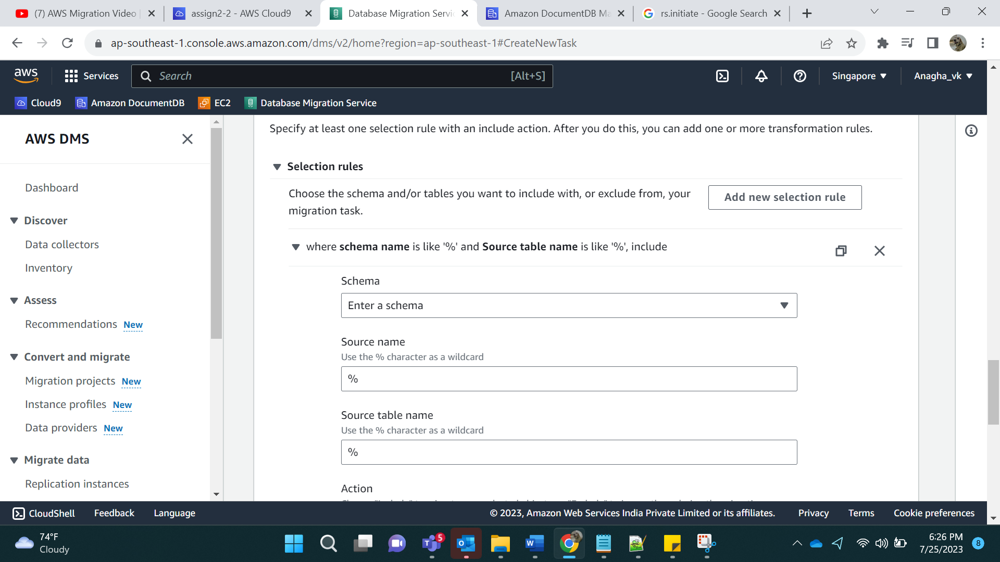 (7) AWS Migration Video
assign2-2 - AWS Cloud9
Database Migration Servi
Amazon DocumentDB Ma
rs.initiate - Google Search
ap-southeast-1.console.aws.amazon.com/dms/v2/home?region=ap-southeast-1#CreateNewTask
aws
Services
Search
[Alt+S]
Singapore
Anagha_vk
Cloud9
Amazon DocumentDB
EC2
Database Migration Service
AWS DMS
Dashboard
Discover
Data collectors
Inventory
Assess
Recommendations New
Convert and migrate
Migration projects New
Instance profiles New
Data providers New
Migrate data
Replication instances
Specify at least one selection rule with an include action. After you do this, you can add one or more transformation rules.
Selection rules
Choose the schema and/or tables you want to include with, or exclude from, your
migration task.
Add new selection rule
where schema name is like '%' and Source table name is like '%', include
Schema
Enter a schema
Source name
Use the % character as a wildcard
%
Source table name
Use the % character as a wildcard
%
Action
CloudShell
Feedback
Language
© 2023, Amazon Web Services India Private Limited or its affiliates.
Privacy
Terms
Cookie preferences
74°F
Cloudy
5
6:26 PM
7/25/2023
8